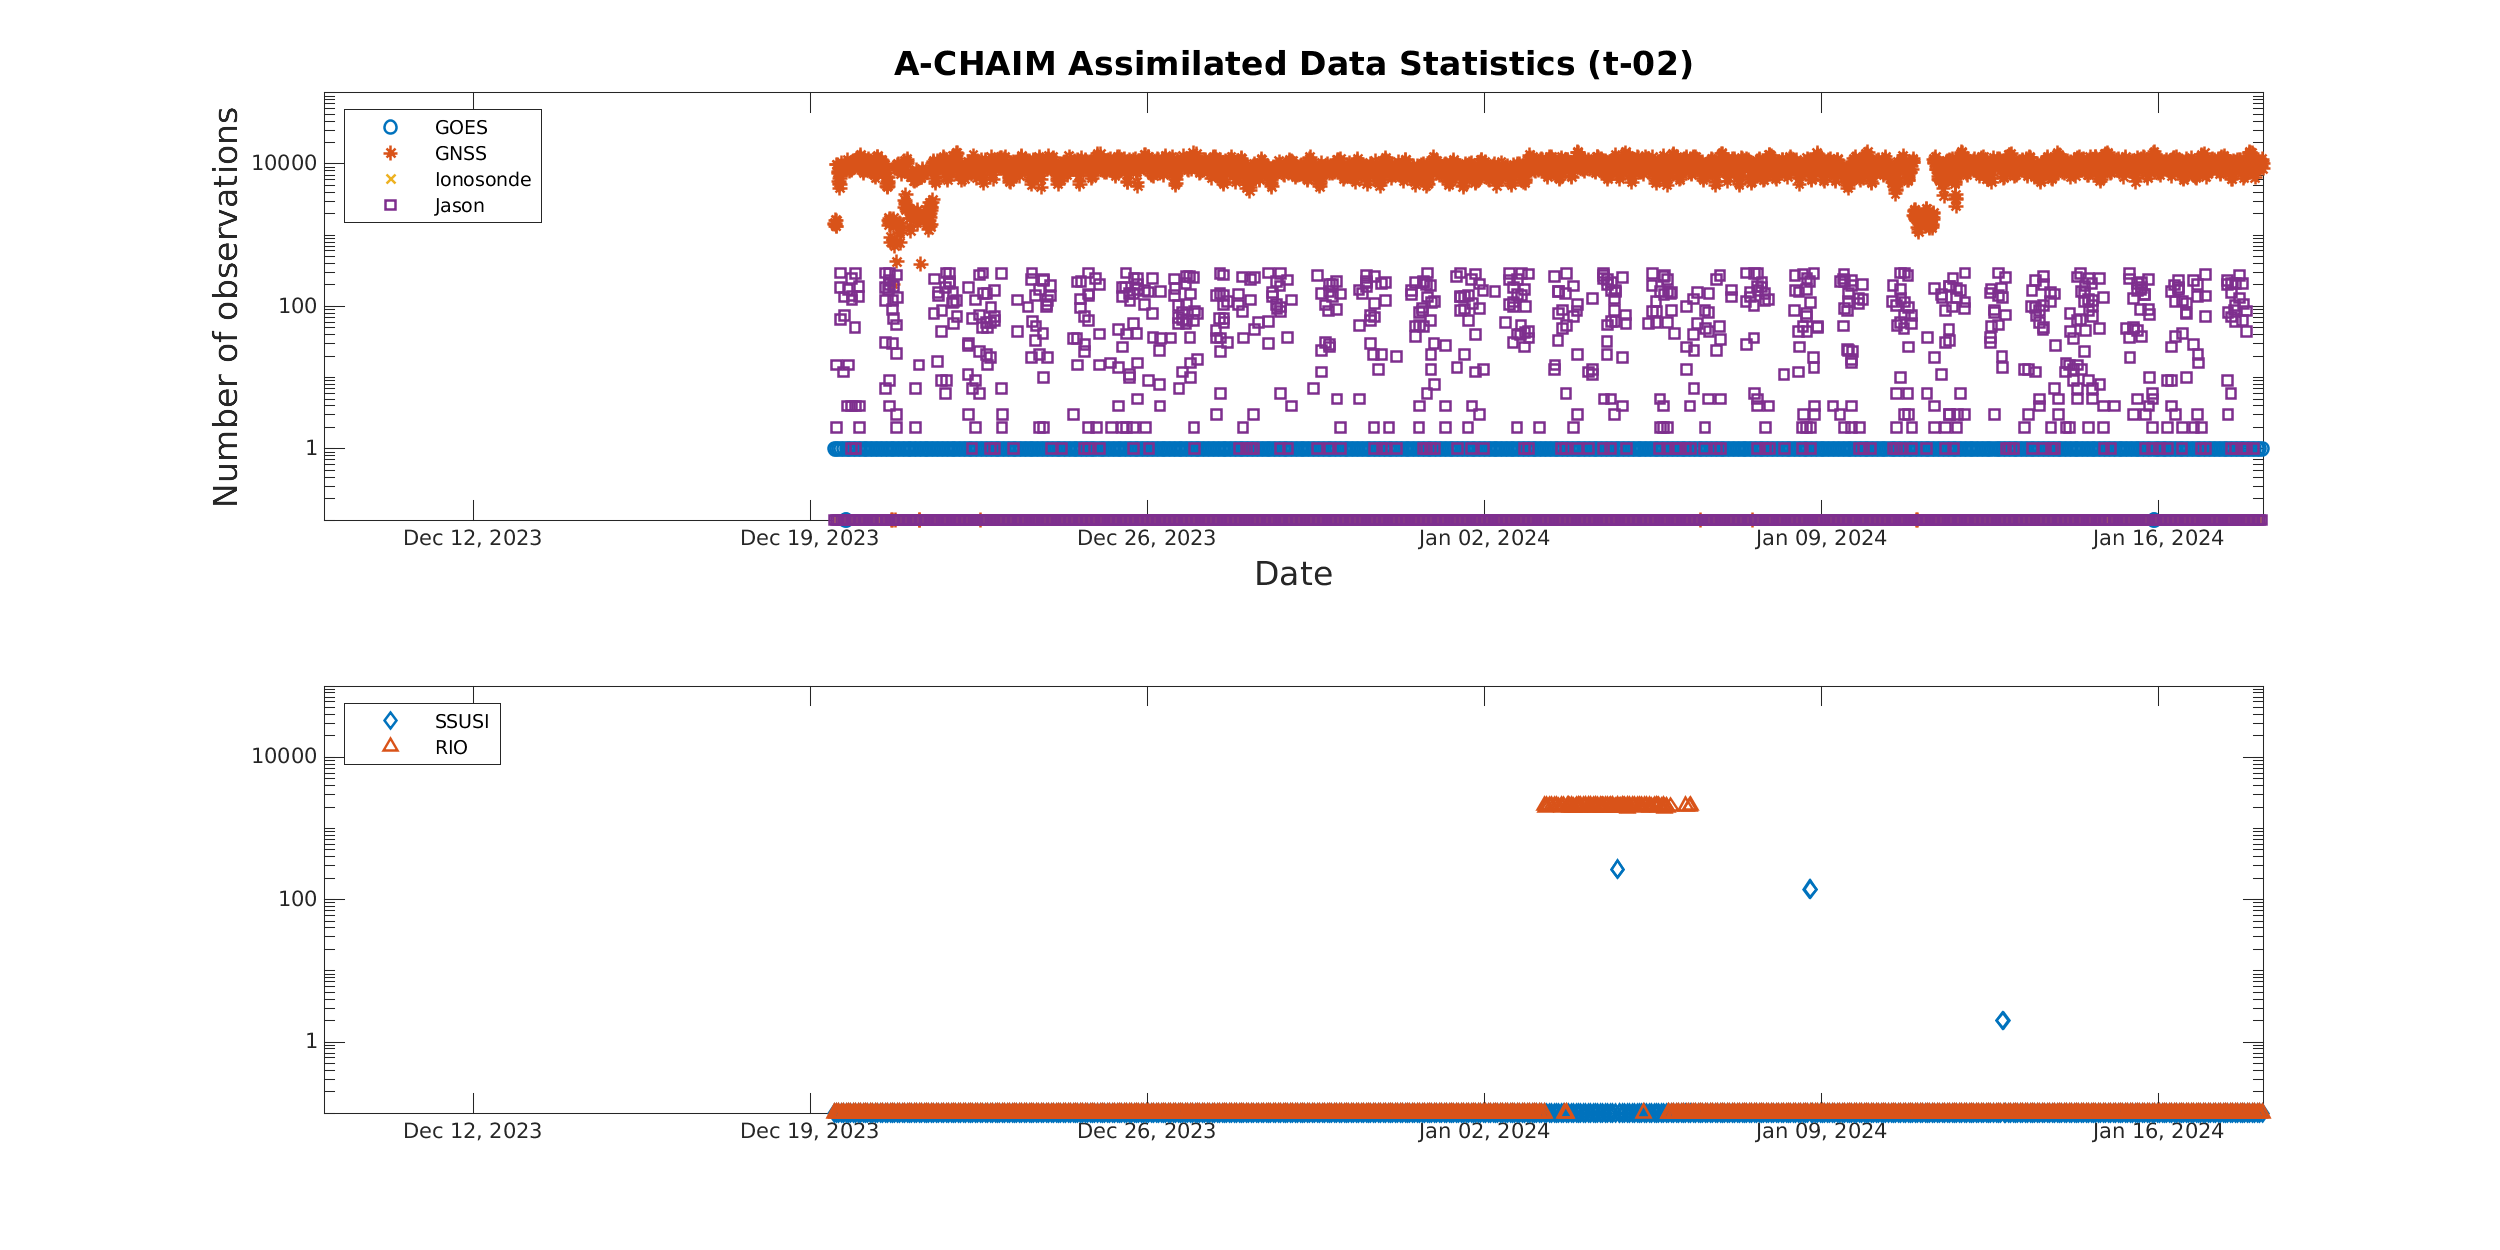 A-CHAIM Assimilated Data Statistics (t-02)
Number of observations
10000
100
1
GOES
GNSS
Ionosonde
Jason
Dec 12, 2023
Dec 19, 2023
Dec 26, 2023
Jan 02, 2024
Jan 09, 2024
Jan 16, 2024
Date
10000
100
1
SSUSI
RIO
Dec 12, 2023
Dec 19, 2023
Dec 26, 2023
Jan 02, 2024
Jan 09, 2024
Jan 16, 2024